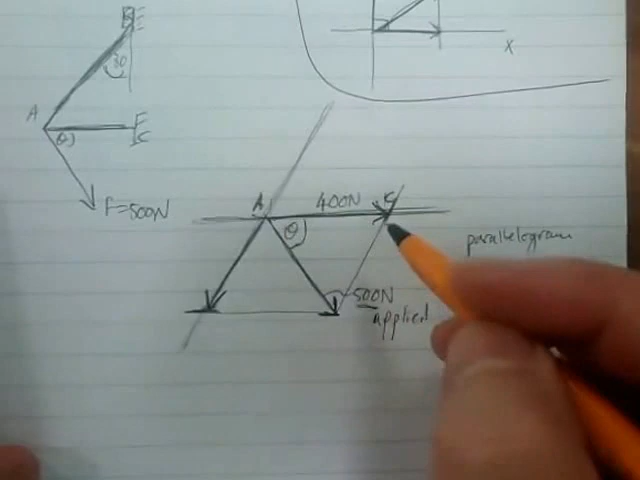 B
30
A
θ
C
F=500N
X
A
400N
C
θ
parallelogram
500N
applied